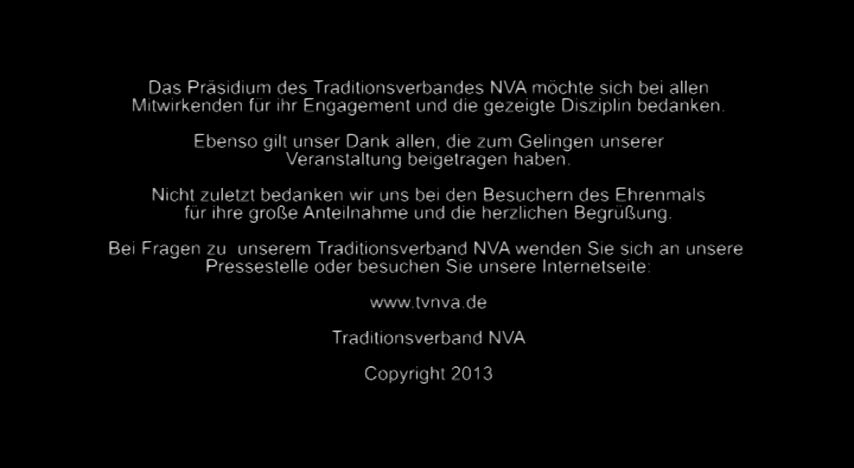 Das Präsidium des Traditionsverbandes NVA möchte sich bei allen
Mitwirkenden für ihr Engagement und die gezeigte Disziplin bedanken.
Ebenso gilt unser Dank allen, die zum Gelingen unserer
Veranstaltung beigetragen haben.
Nicht zuletzt bedanken wir uns bei den Besuchern des Ehrenmals
für ihre große Anteilnahme und die herzlichen Begrüßung.
Bei Fragen zu  unserem Traditionsverband NVA wenden Sie sich an unsere
Pressestelle oder besuchen Sie unsere Internetseite:
www.tvnva.de
Traditionsverband NVA
Copyright 2013